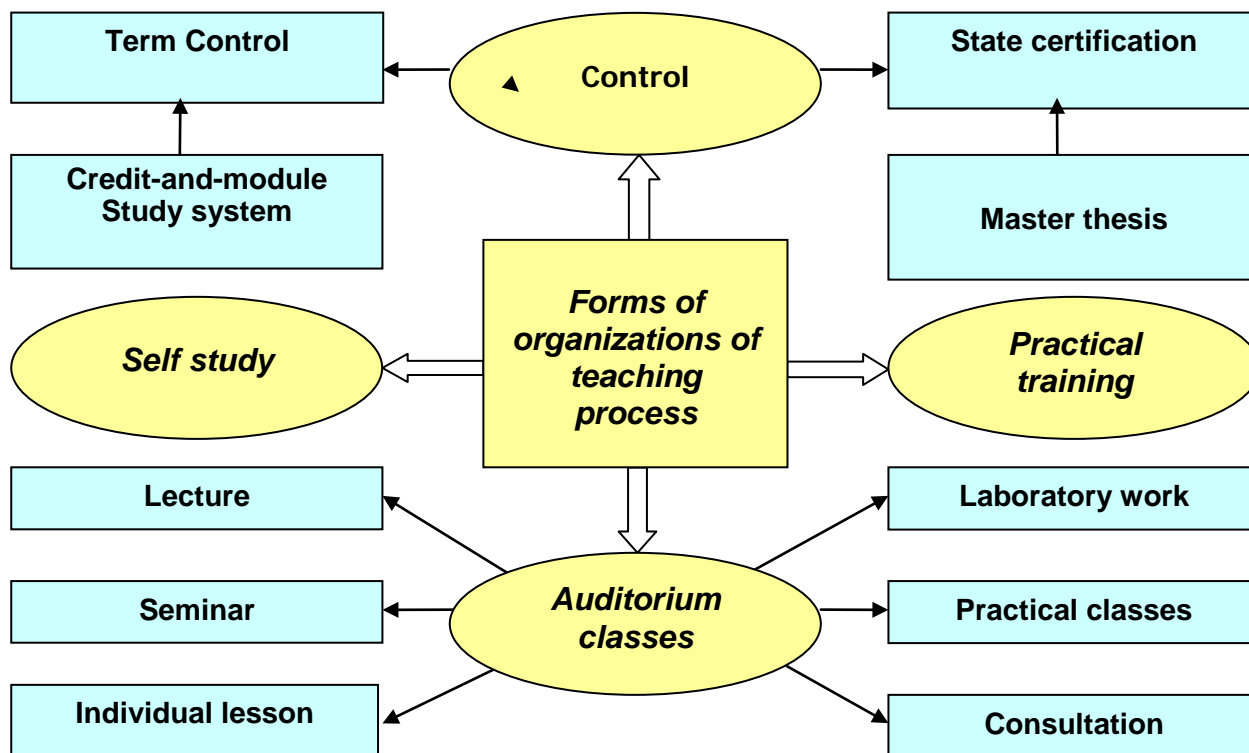 Term Control
Control
State certification
Credit-and-module
Study system
Master thesis
Forms of
organizations of
teaching
process
Self study
Practical
training
Lecture
Laboratory work
Seminar
Auditorium
classes
Practical classes
Individual lesson
Consultation